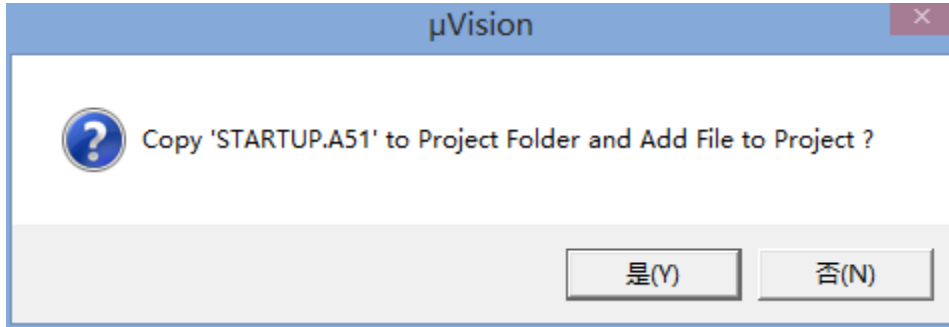 µVision
Copy 'STARTUP.A51' to Project Folder and Add File to Project ?
是(Y)
否(N)